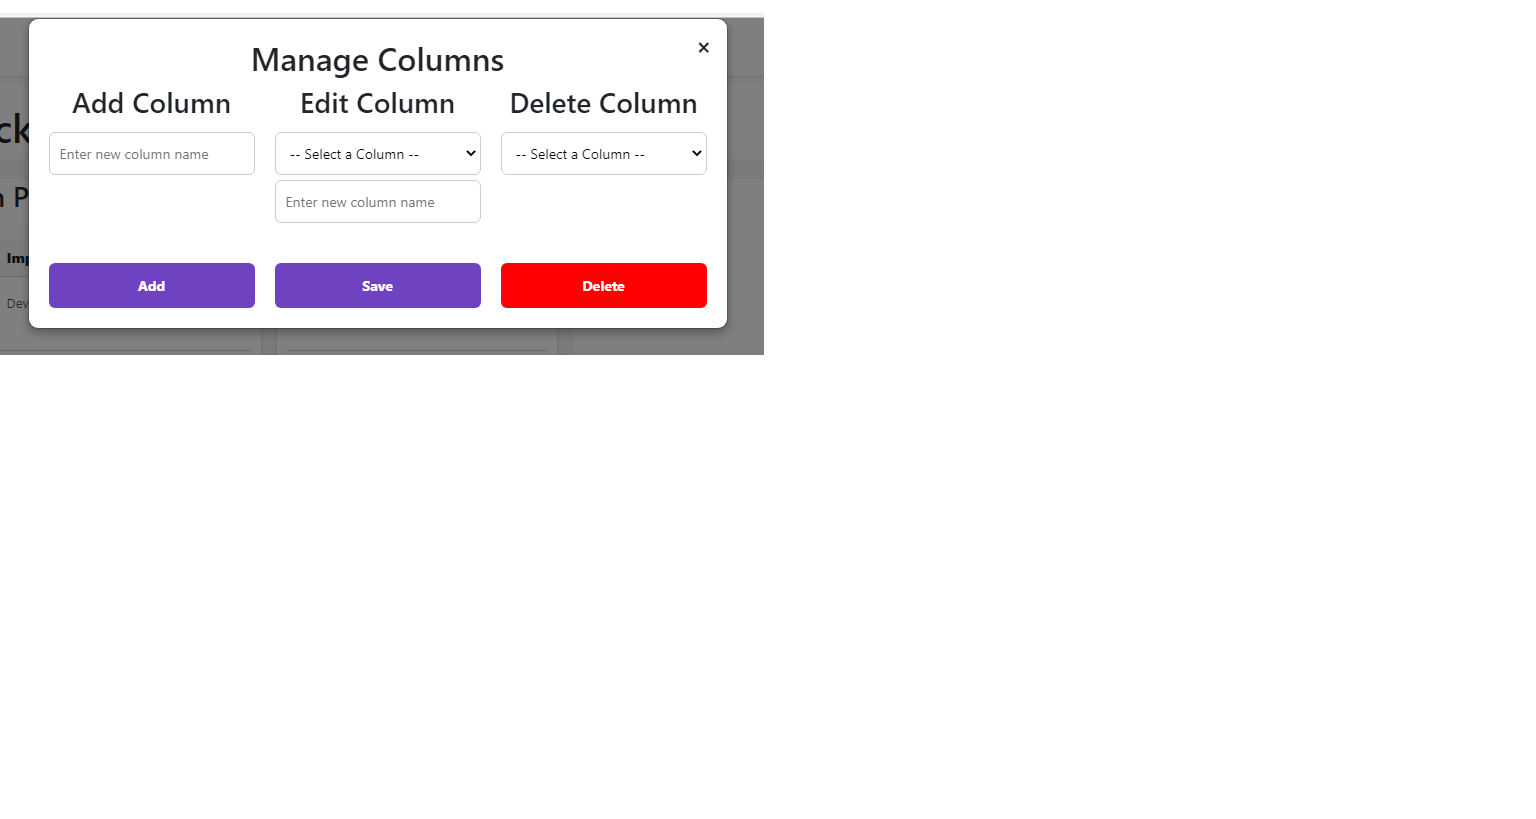 Manage Columns
×
Add Column
Edit Column
Delete Column
Enter new column name
-- Select a Column --
-- Select a Column --
Enter new column name
Add
Save
Delete
ck
n P
Imp
Dev